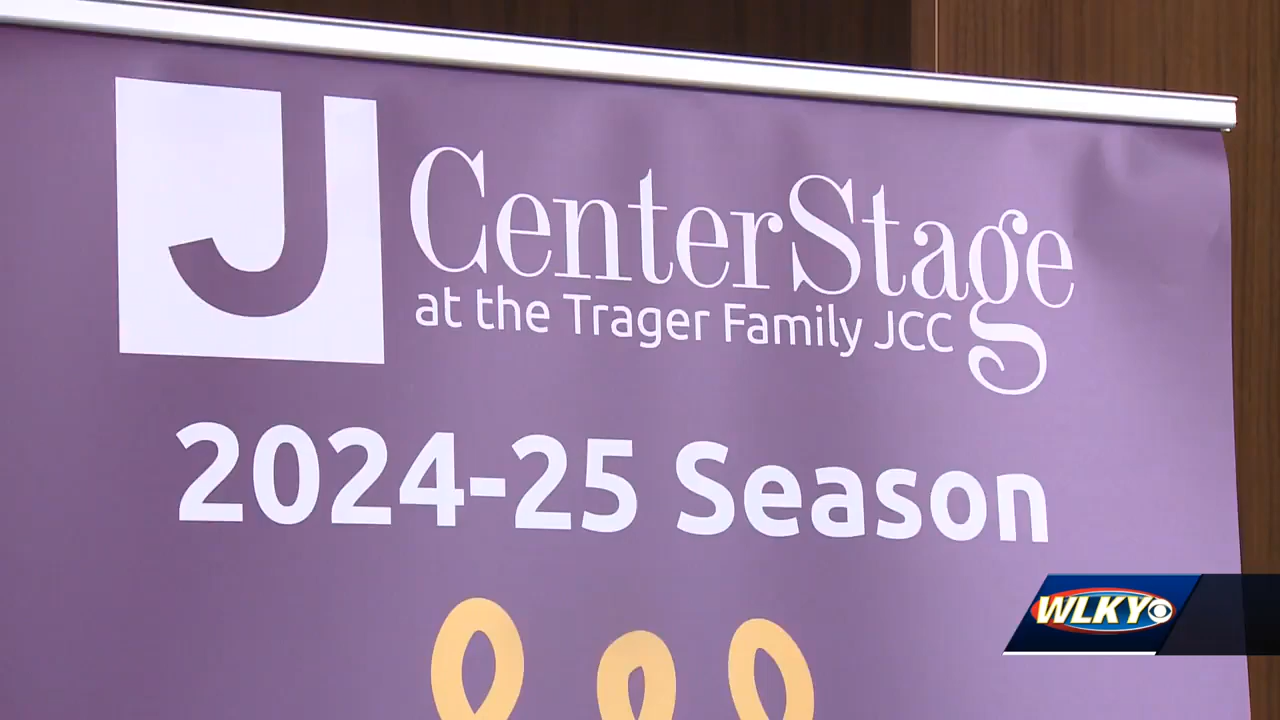 J
CenterStage
at the Trager Family JCC
2024-25 Season
WLKY